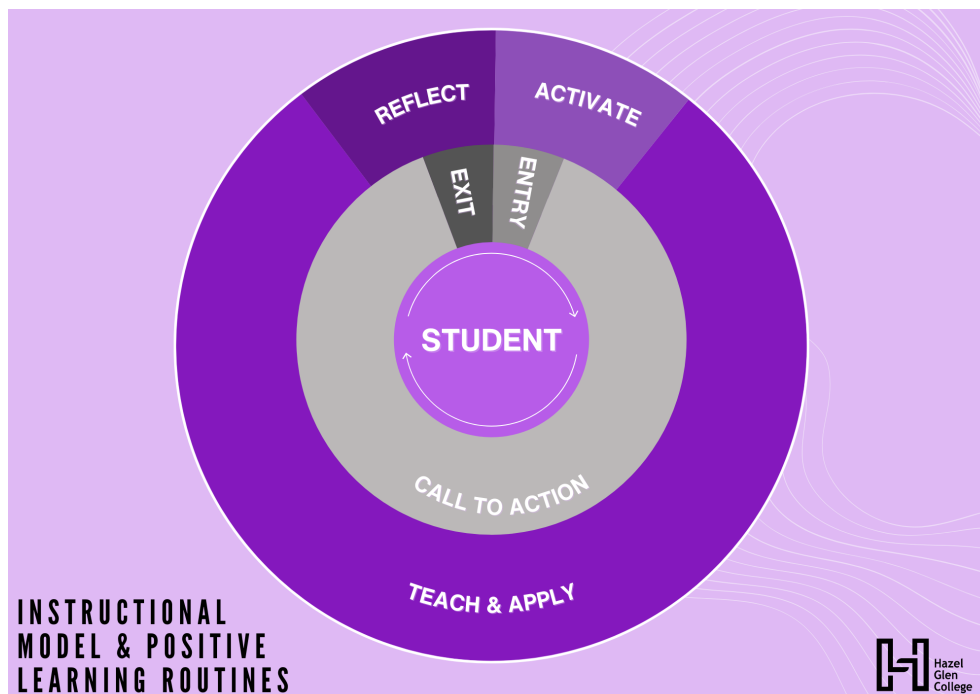 REFLECT
ACTIVATE
EXIT
ENTRY
STUDENT
CALL TO ACTION
TEACH & APPLY
INSTRUCTIONAL
MODEL & POSITIVE
LEARNING ROUTINES
Hazel
Glen
College